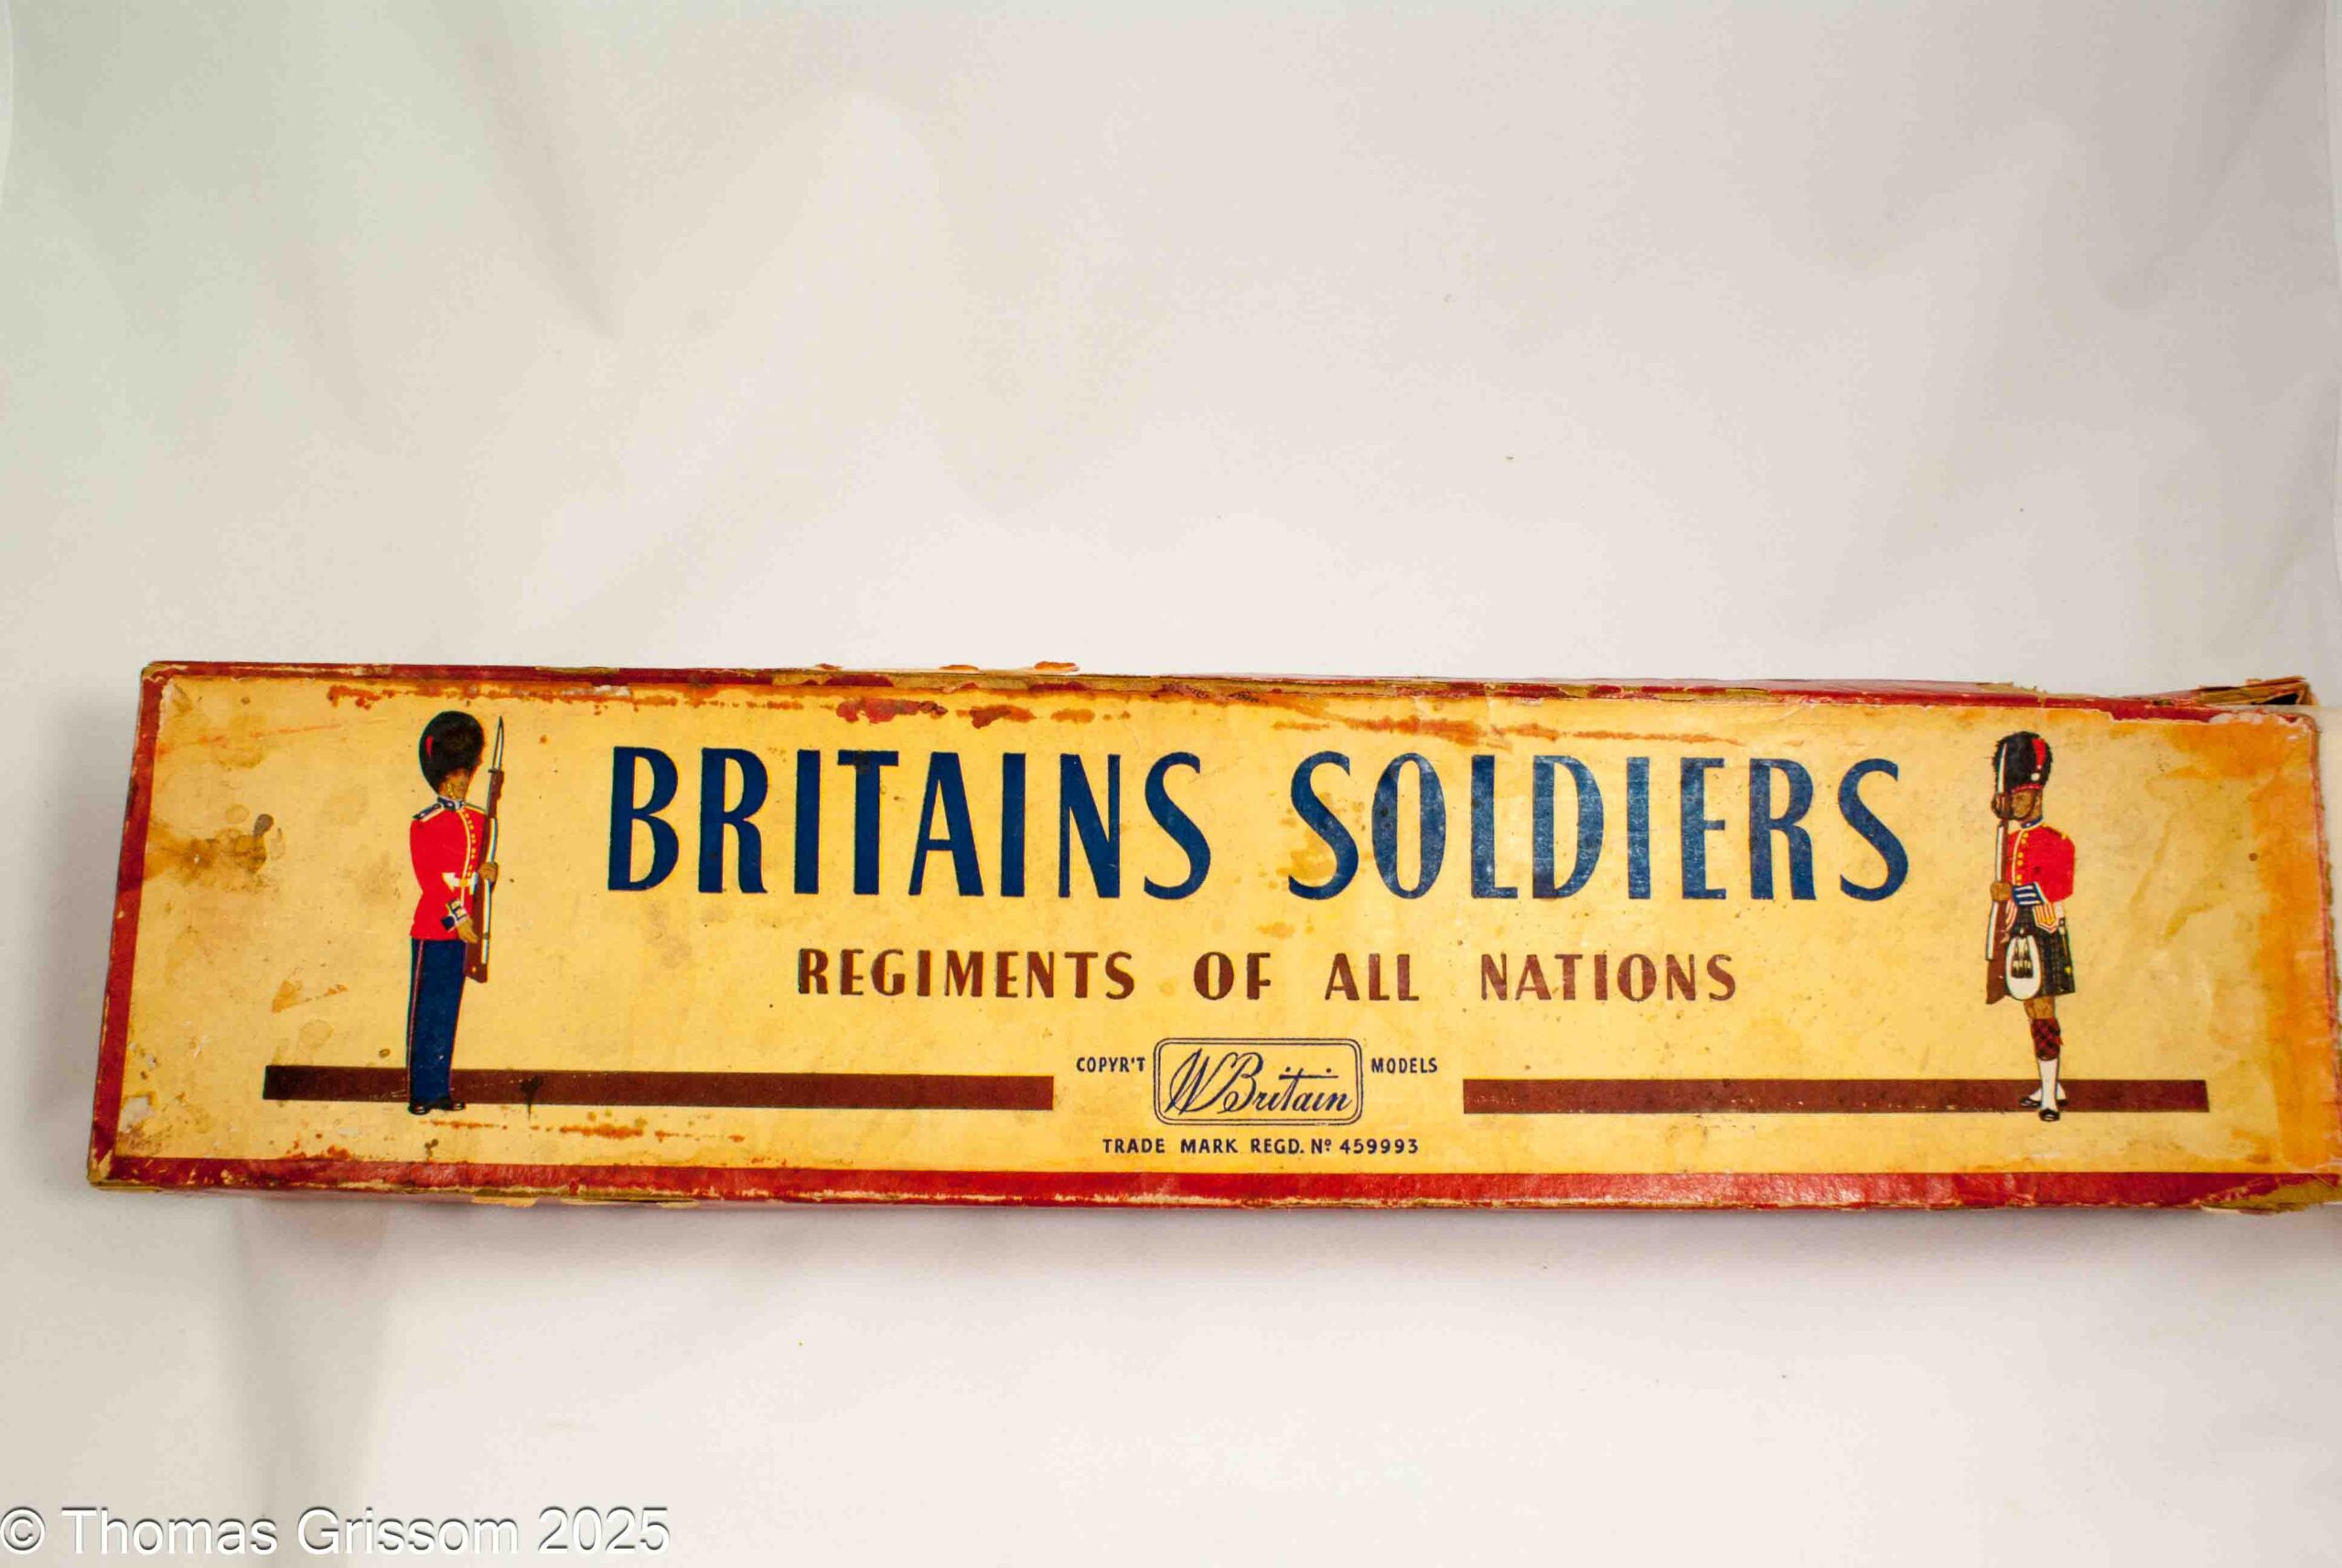 BRITAINS SOLDIERS
REGIMENTS OF ALL NATIONS
COPYR'T W Britain MODELS
TRADE MARK REGD. Nº 459993
© Thomas Grissom 2025